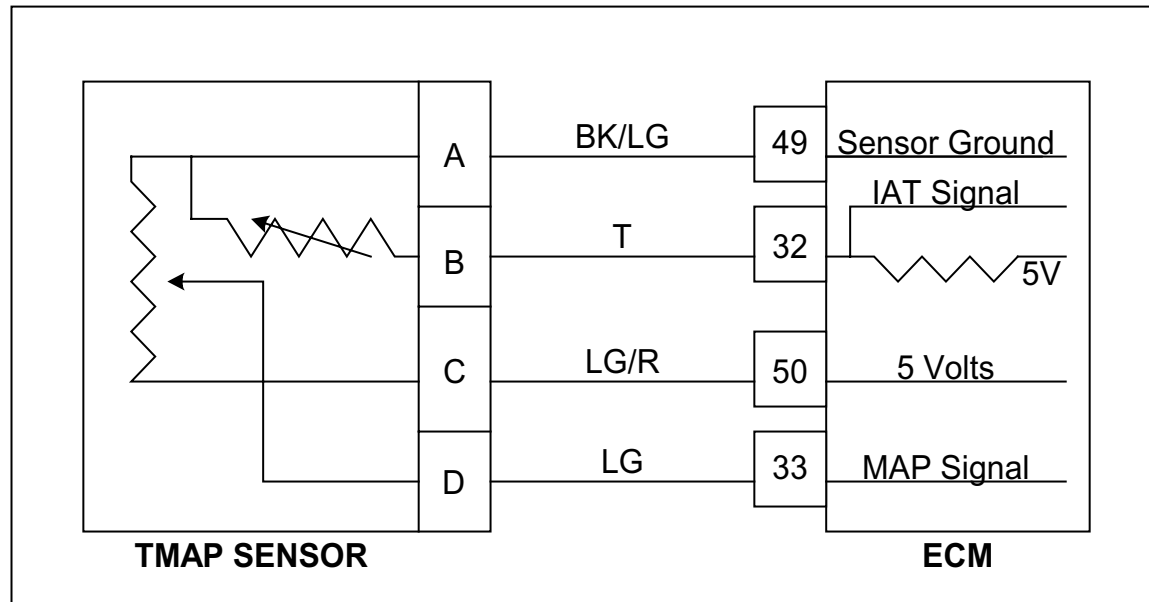 A BK/LG 49 Sensor Ground
IAT Signal
B T 32
5V
C LG/R 50 5 Volts
D LG 33 MAP Signal
TMAP SENSOR ECM